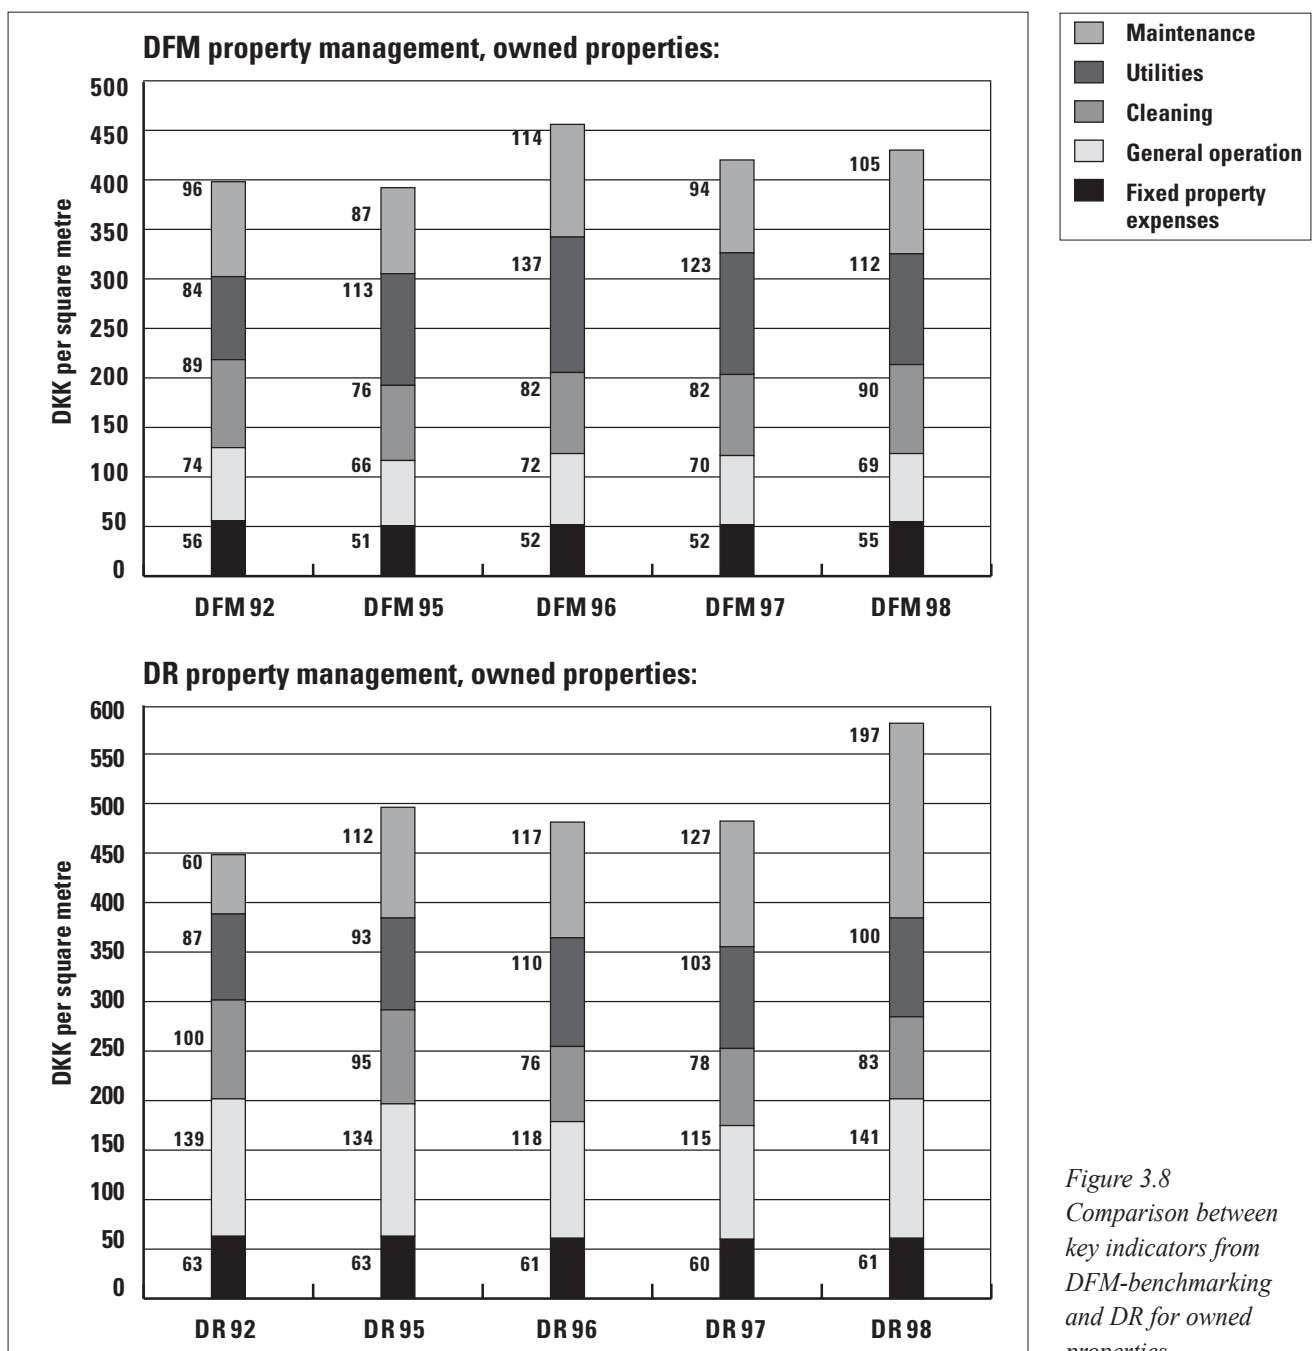 DFM property management, owned properties:
500
450
400
350
300
250
200
150
100
50
0
DKK per square metre
96
84
89
74
56
87
113
76
66
51
114
137
82
72
52
94
123
82
70
52
105
112
90
69
55
DFM 92
DFM 95
DFM 96
DFM 97
DFM 98
Maintenance
Utilities
Cleaning
General operation
Fixed property
expenses
DR property management, owned properties:
600
550
500
450
400
350
300
250
200
150
100
50
0
DKK per square metre
60
87
100
139
63
112
93
95
134
63
117
110
76
118
61
127
103
78
115
60
197
100
83
141
61
DR 92
DR 95
DR 96
DR 97
DR 98
Figure 3.8
Comparison between
key indicators from
DFM-benchmarking
and DR for owned